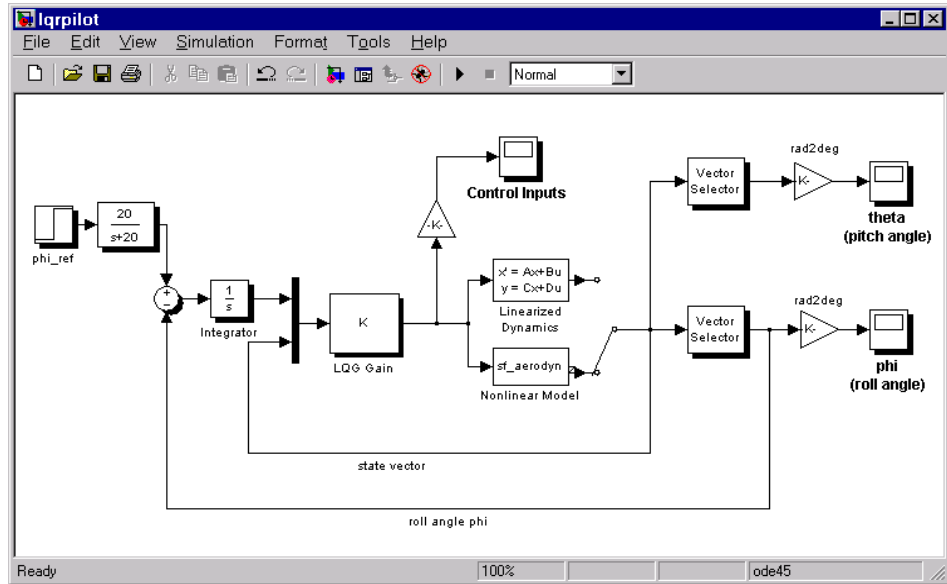 lqrpilot
File Edit View Simulation Format Tools Help
Normal
rad2deg
Vector
Selector
K-
theta
(pitch angle)
Control Inputs
-K-
phi_ref
20
s+20
+
−
1
s
Integrator
K
LQG Gain
x' = Ax+Bu
y = Cx+Du
Linearized
Dynamics
sf_aerodyn
Nonlinear Model
rad2deg
Vector
Selector
K-
phi
(roll angle)
state vector
roll angle phi
Ready 100% ode45